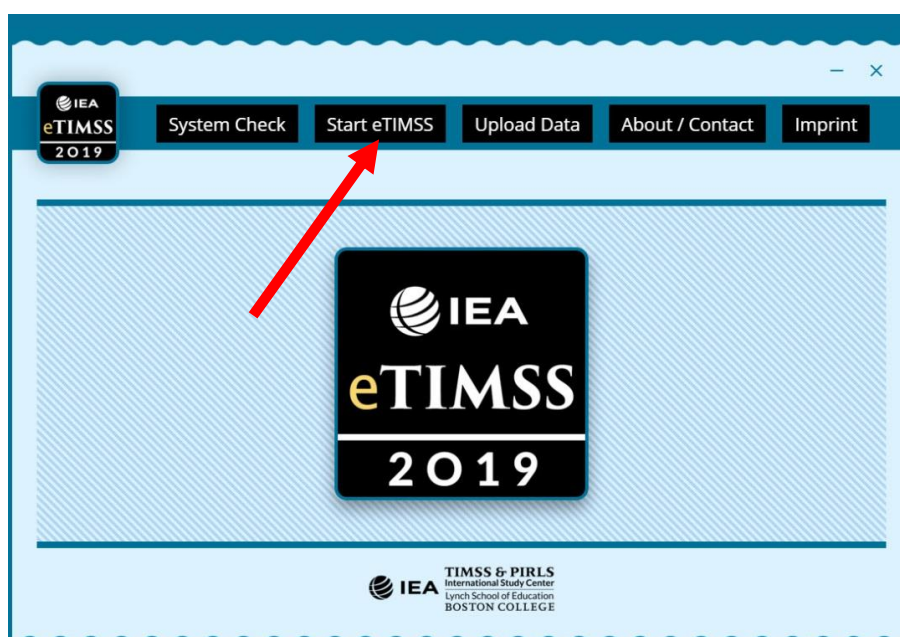 IEA
eTIMSS
2019
System Check
Start eTIMSS
Upload Data
About / Contact
Imprint
IEA
eTIMSS
2019
IEA
TIMSS & PIRLS
International Study Center
Lynch School of Education
BOSTON COLLEGE